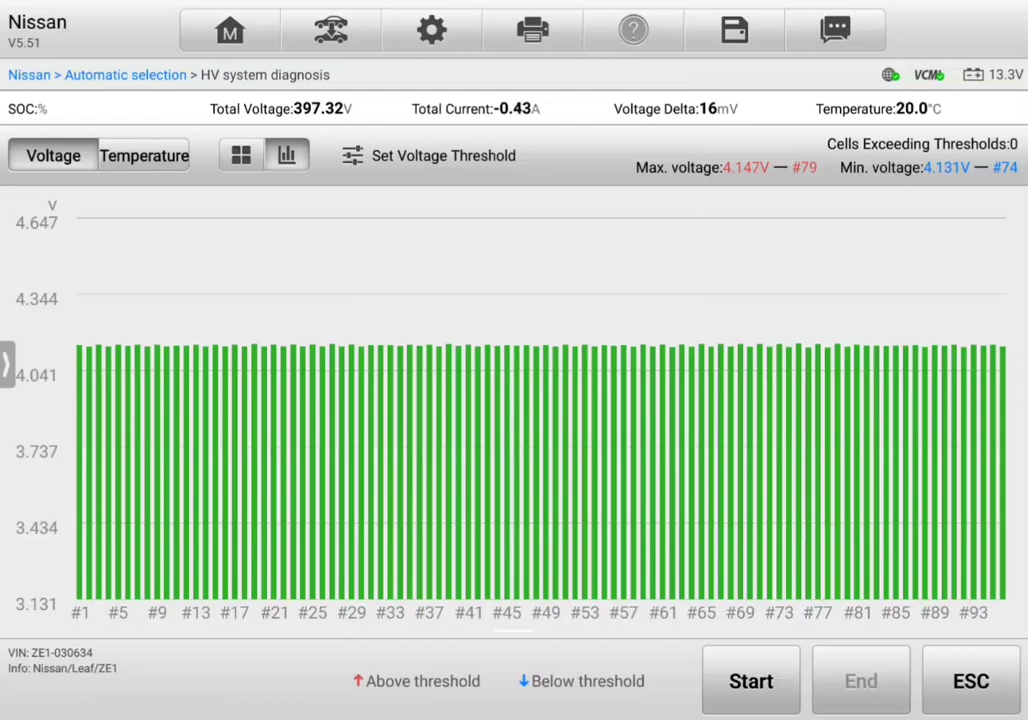 Nissan
V5.51
M
?
Nissan > Automatic selection > HV system diagnosis
VCMI
13.3V
SOC:%
Total Voltage:397.32V
Total Current:-0.43A
Voltage Delta:16mV
Temperature:20.0°C
Voltage
Temperature
Set Voltage Threshold
Cells Exceeding Thresholds:0
Max. voltage:4.147V — #79
Min. voltage:4.131V — #74
V
4.647
4.344
4.041
3.737
3.434
3.131
#1 #5 #9 #13 #17 #21 #25 #29 #33 #37 #41 #45 #49 #53 #57 #61 #65 #69 #73 #77 #81 #85 #89 #93
VIN: ZE1-030634
Info: Nissan/Leaf/ZE1
Above threshold
Below threshold
Start
End
ESC